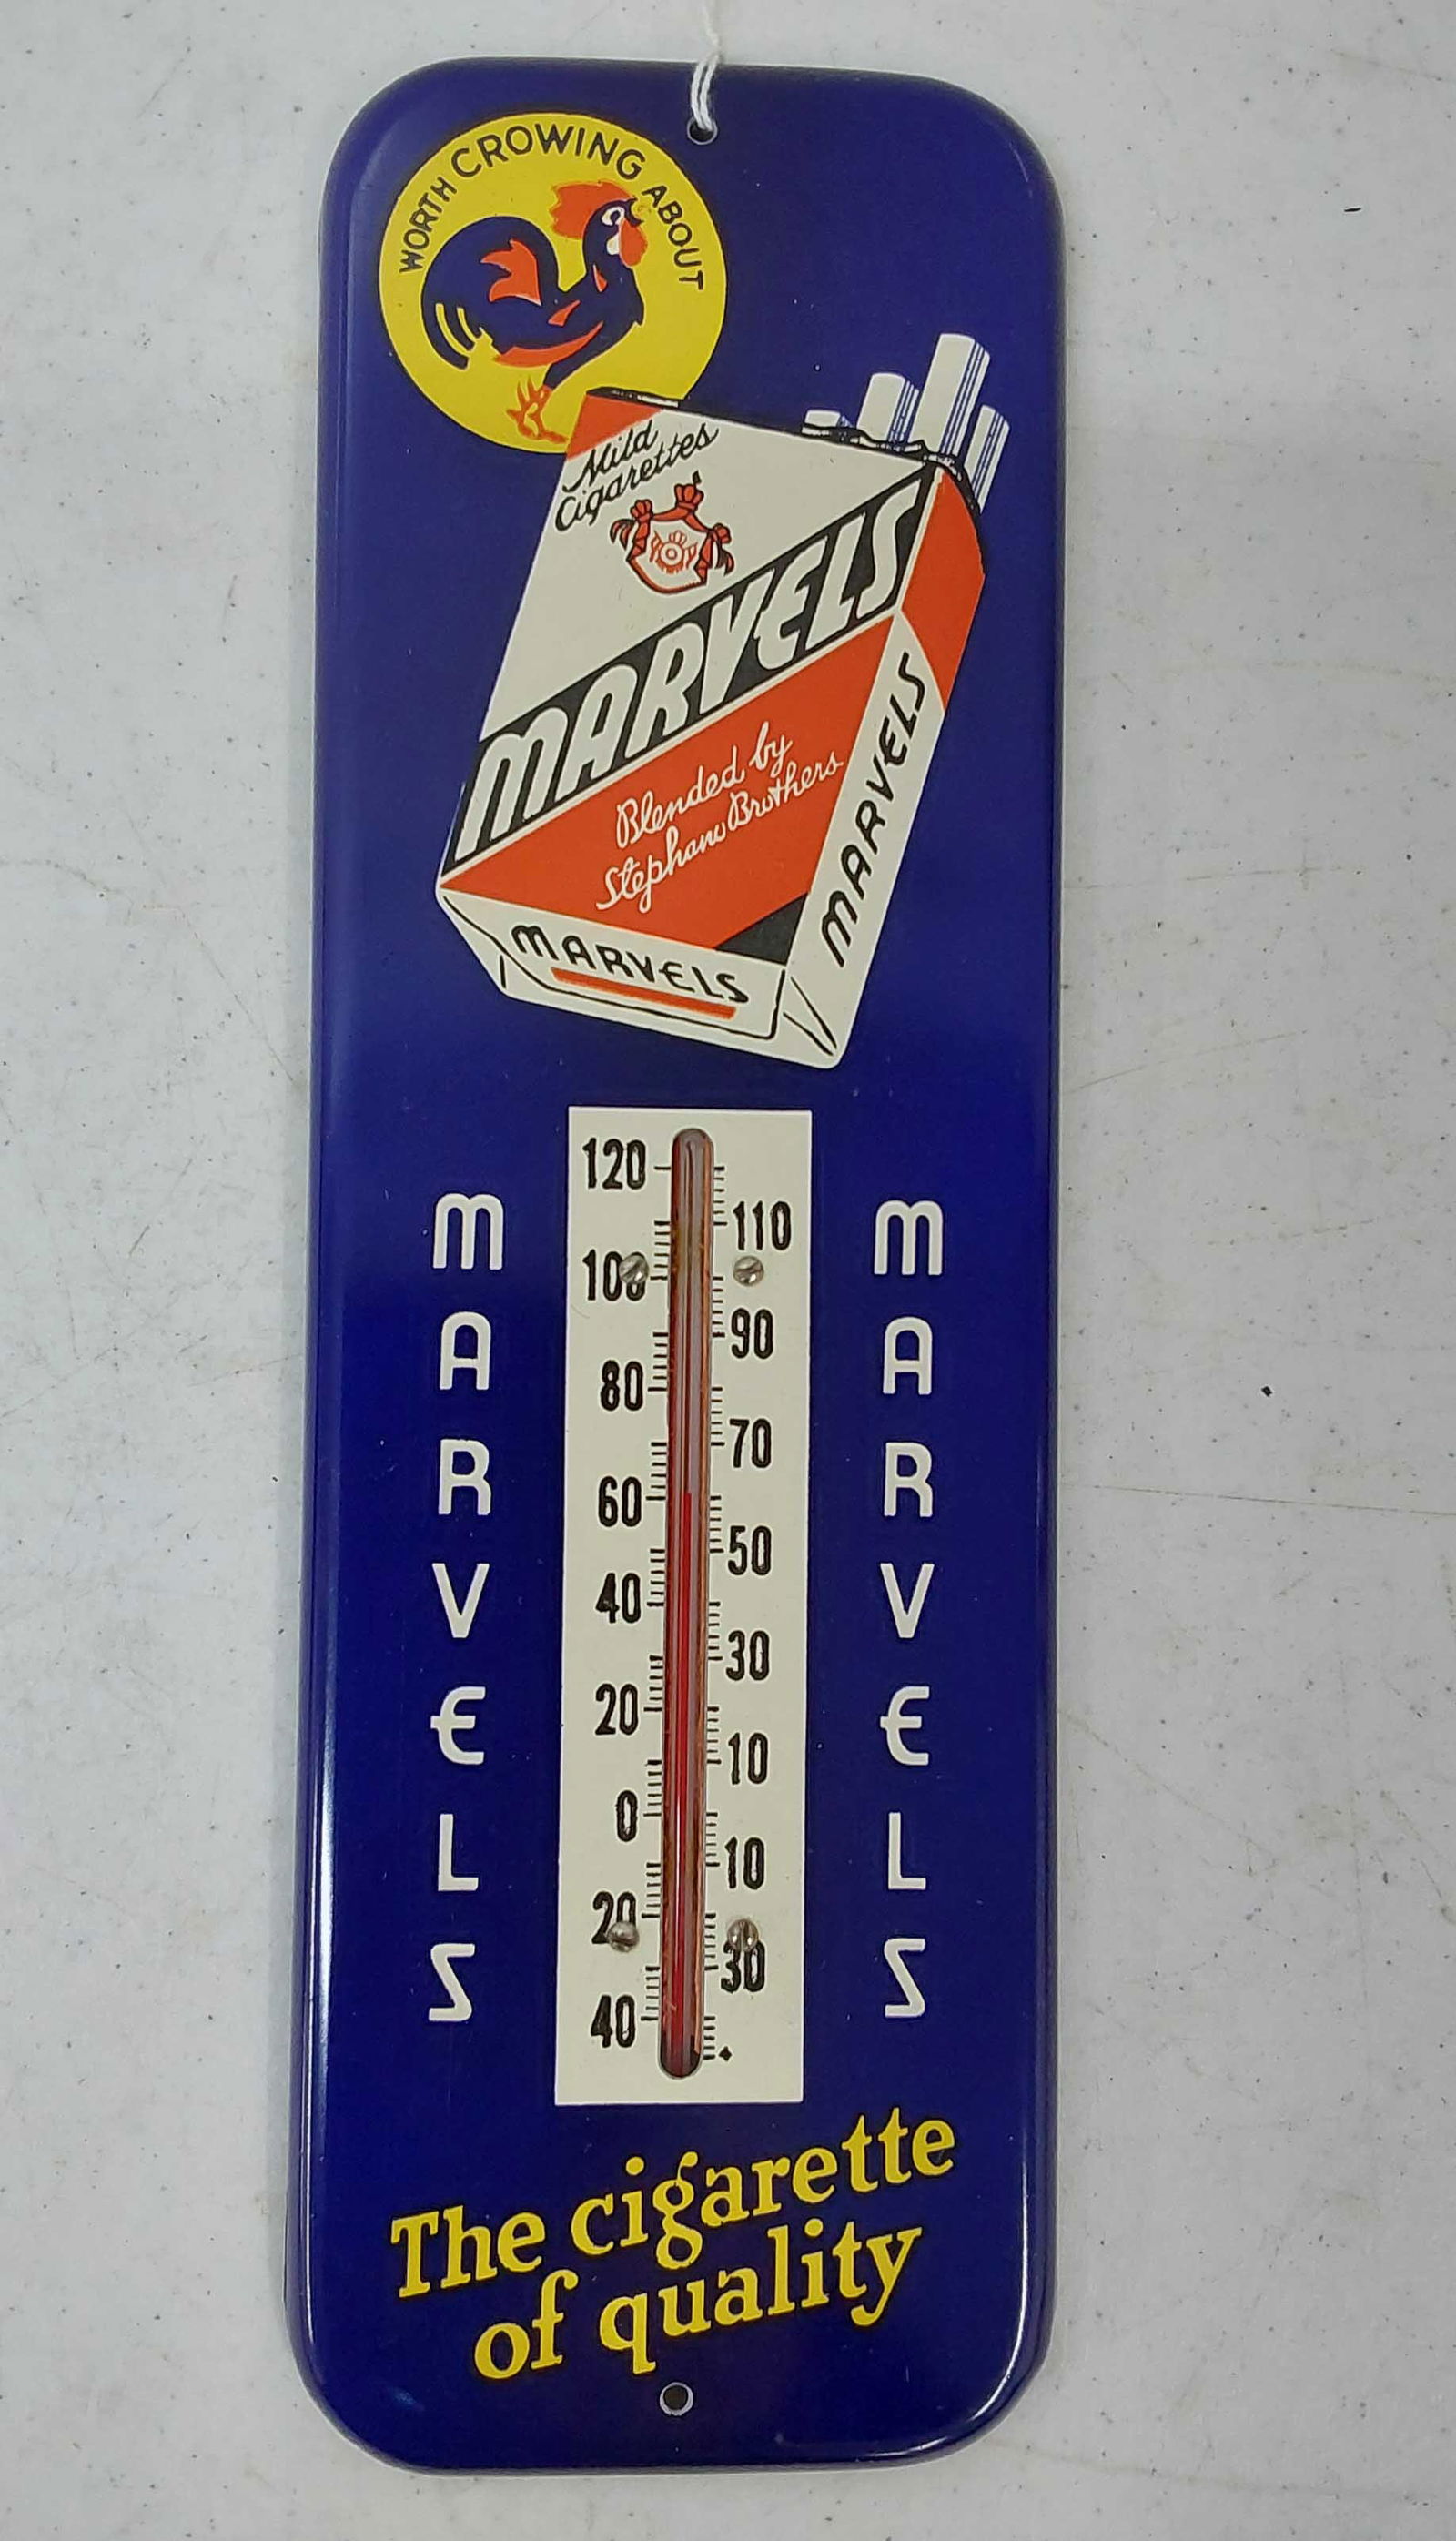 WORTH CROWING ABOUT
Mild
Cigarettes
MARVELS
Blended by
Stephano Brothers
MARVELS
MARVELS
120
110
100
90
80
70
60
50
40
30
20
10
0
10
20
30
40
MARVELS
MARVELS
The cigarette
of quality